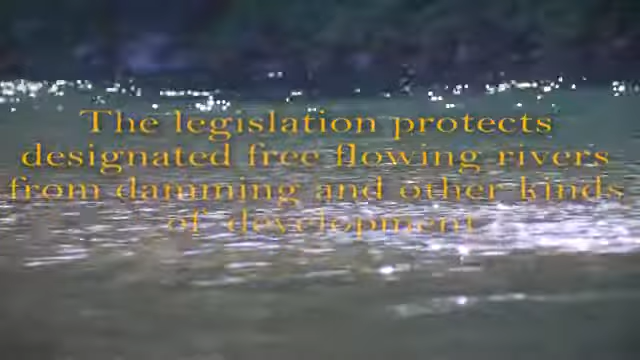 The legislation protects
designated free flowing rivers
from damming and other kinds
of development